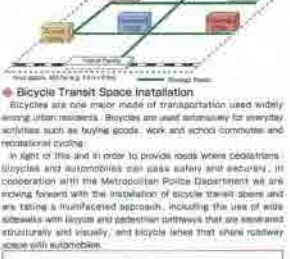 Bicycle Transit Space Installation
Bicycles are one major mode of transportation used widely
among urban residents. Bicycles are used extensively for everyday
activities such as buying goods, work and school commutes and
recreational cycling.
In light of this and in order to provide roads where pedestrians,
bicycles and automobiles can pass safely and securely, in
cooperation with the Metropolitan Police Department we are
moving forward with the installation of bicycle transit space and
are taking a multifaceted approach, including the use of wide
sidewalks with bicycle and pedestrian pathways that are separated
structurally and visually, and bicycle lanes that share roadway
space with automobiles.